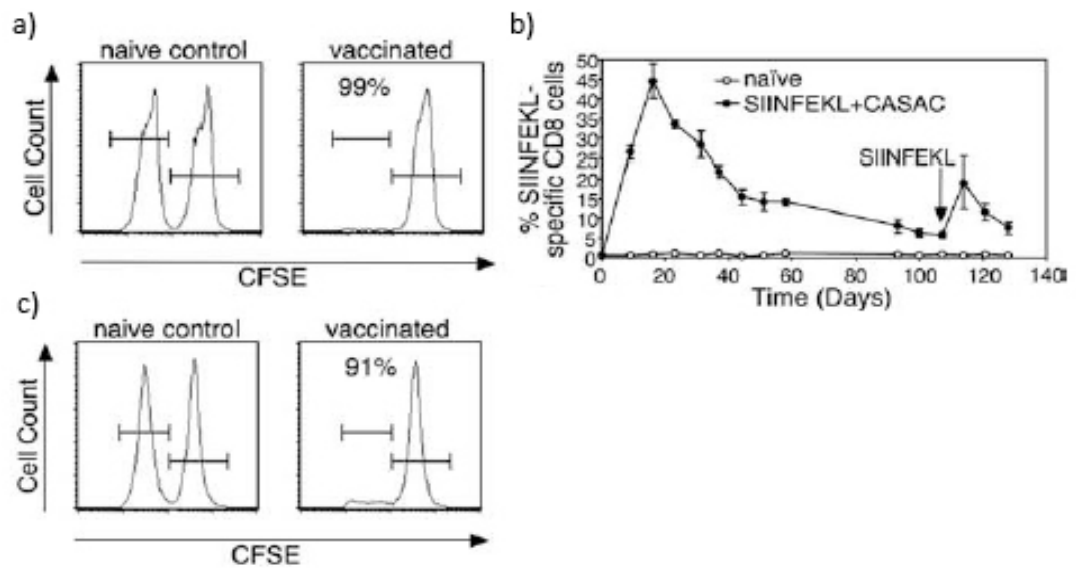 a)
naive control
vaccinated
99%
Cell Count
CFSE
b)
% SIINFEKL-
specific CD8 cells
50
45
40
35
30
25
20
15
10
5
0
naïve
SIINFEKL+CASAC
SIINFEKL
0 20 40 60 80 100 120 140
Time (Days)
c)
naive control
vaccinated
91%
Cell Count
CFSE